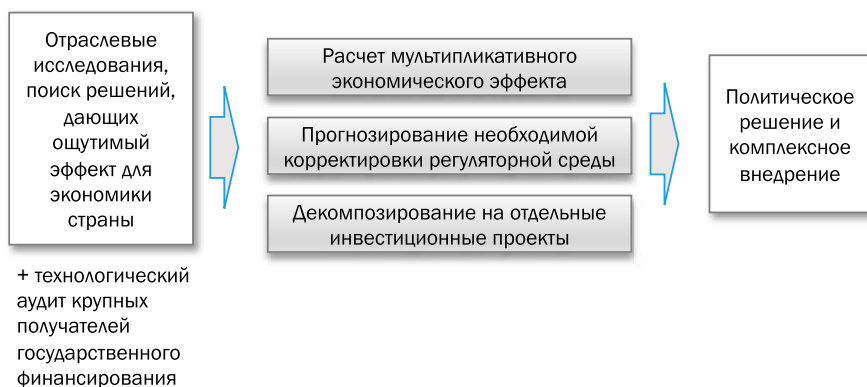 Отраслевые
исследования,
поиск решений,
дающих
ощутимый
эффект для
экономики
страны
+ технологический
аудит крупных
получателей
государственного
финансирования
Расчет мультипликативного
экономического эффекта
Прогнозирование необходимой
корректировки регуляторной среды
Декомпозирование на отдельные
инвестиционные проекты
Политическое
решение и
комплексное
внедрение